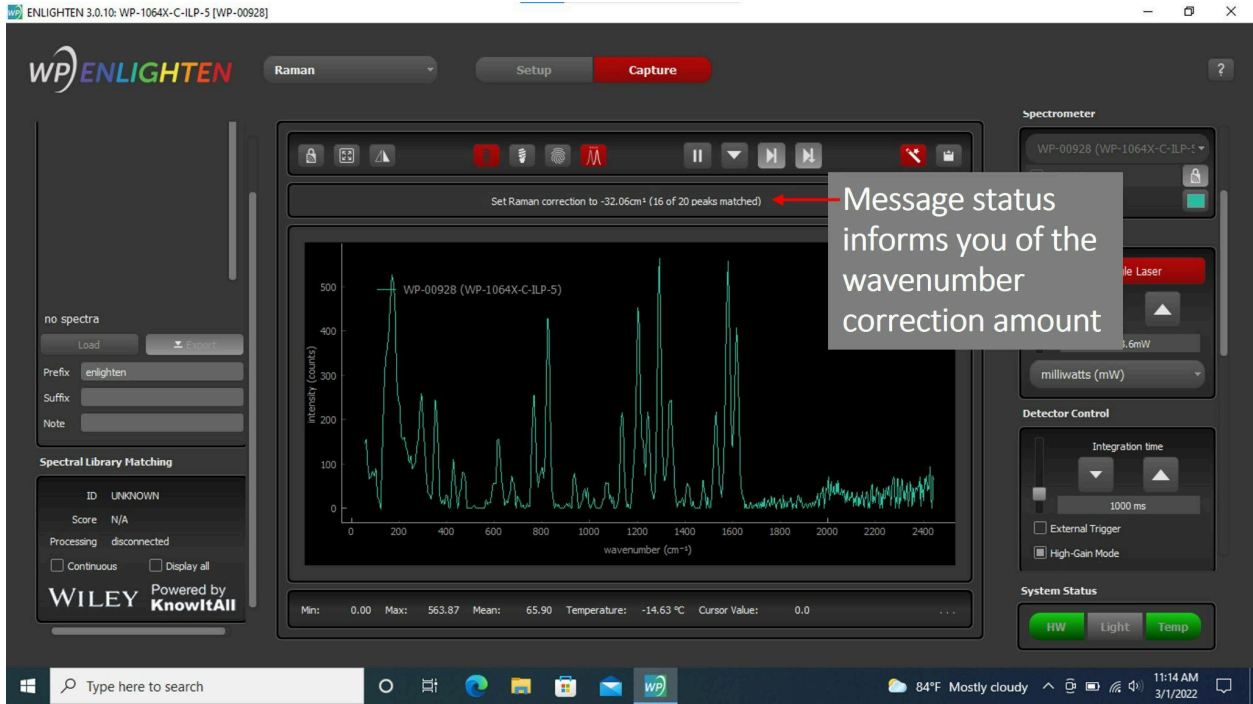 ENLIGHTEN 3.0.10: WP-1064X-C-ILP-5 [WP-00928]
WP ENLIGHTEN
Raman
Setup
Capture
?
no spectra
Load
Export
Prefix enlighten
Suffix
Note
Spectral Library Matching
ID UNKNOWN
Score N/A
Processing disconnected
Continuous Display all
WILEY Powered by
KnowItAll
Set Raman correction to -32.06cm¹ (16 of 20 peaks matched)
Message status
informs you of the
wavenumber
correction amount
WP-00928 (WP-1064X-C-ILP-5)
intensity (counts)
500
400
300
200
100
0
0 200 400 600 800 1000 1200 1400 1600 1800 2000 2200 2400
wavenumber (cm⁻¹)
Min: 0.00 Max: 563.87 Mean: 65.90 Temperature: -14.63 °C Cursor Value: 0.0 ...
Spectrometer
WP-00928 (WP-1064X-C-ILP-5
Laser
milliwatts (mW)
Detector Control
Integration time
1000 ms
External Trigger
High-Gain Mode
System Status
HW Light Temp
Type here to search
WP
84°F Mostly cloudy
11:14 AM
3/1/2022